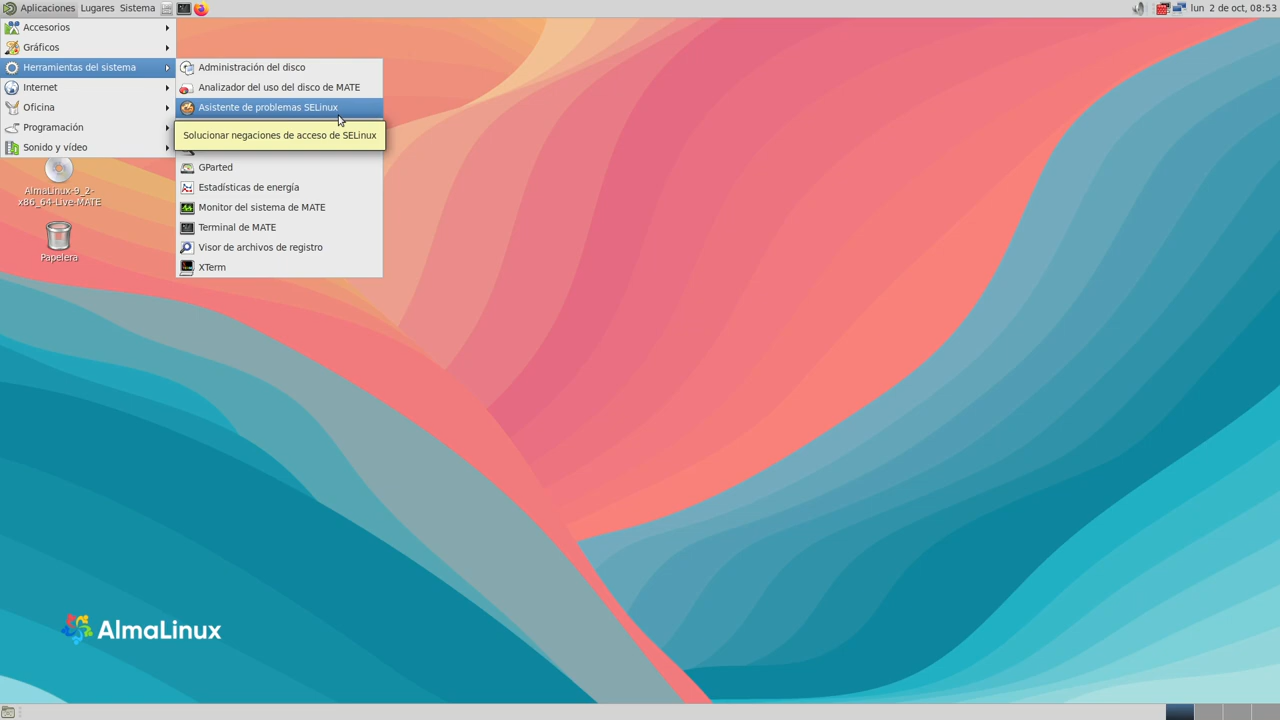 Aplicaciones Lugares Sistema
lun 2 de oct, 08:53
Accesorios
Gráficos
Herramientas del sistema
Internet
Oficina
Programación
Sonido y vídeo
Administración del disco
Analizador del uso del disco de MATE
Asistente de problemas SELinux
Solucionar negaciones de acceso de SELinux
GParted
Estadísticas de energía
Monitor del sistema de MATE
Terminal de MATE
Visor de archivos de registro
XTerm
AlmaLinux-9_2-
x86_64-Live-MATE
Papelera
AlmaLinux